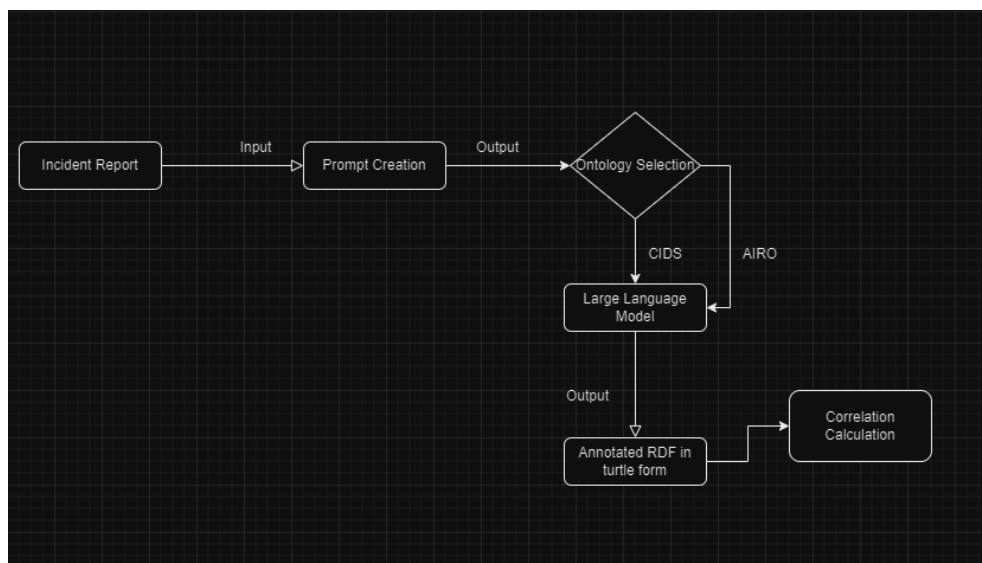 Incident Report
Input
Prompt Creation
Output
Ontology Selection
CIDS
AIRO
Large Language
Model
Output
Annotated RDF in
turtle form
Correlation
Calculation